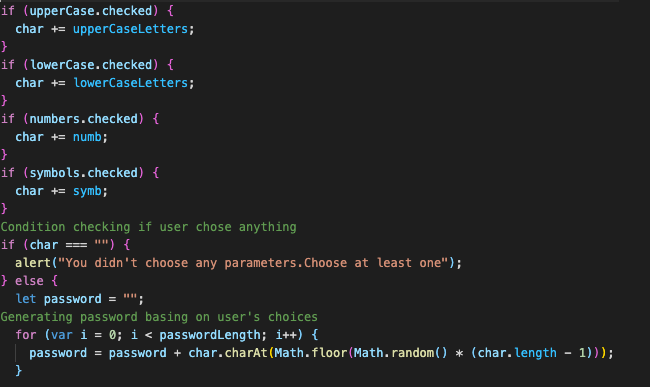 if (upperCase.checked) {
  char += upperCaseLetters;
}
if (lowerCase.checked) {
  char += lowerCaseLetters;
}
if (numbers.checked) {
  char += numb;
}
if (symbols.checked) {
  char += symb;
}
Condition checking if user chose anything
if (char === "") {
  alert("You didn't choose any parameters.Choose at least one");
} else {
  let password = "";
Generating password basing on user's choices
  for (var i = 0; i < passwordLength; i++) {
    password = password + char.charAt(Math.floor(Math.random() * (char.length - 1)));
  }